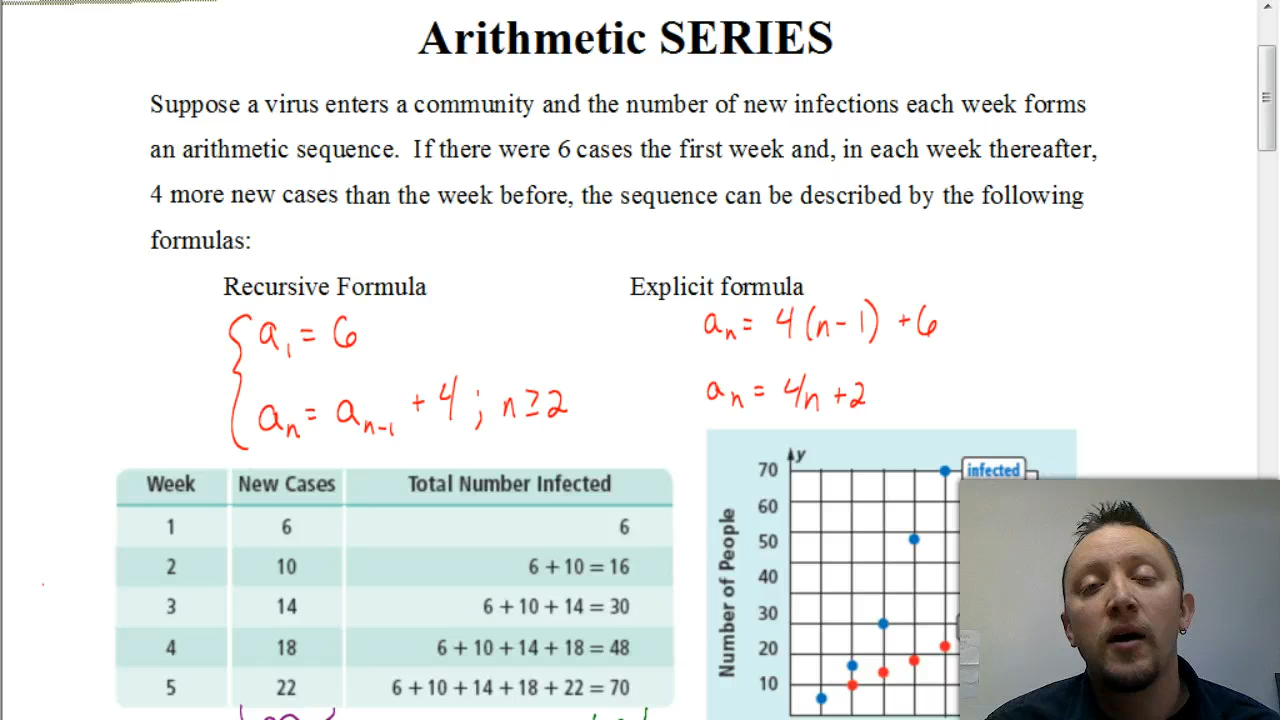 Arithmetic SERIES
Suppose a virus enters a community and the number of new infections each week forms
an arithmetic sequence. If there were 6 cases the first week and, in each week thereafter,
4 more new cases than the week before, the sequence can be described by the following
formulas:
Recursive Formula
Explicit formula
a₁ = 6
aₙ = aₙ₋₁ + 4 ; n ≥ 2
aₙ = 4(n-1) + 6
aₙ = 4n + 2
Week New Cases Total Number Infected
1 6 6
2 10 6 + 10 = 16
3 14 6 + 10 + 14 = 30
4 18 6 + 10 + 14 + 18 = 48
5 22 6 + 10 + 14 + 18 + 22 = 70
y
infected
Number of People
70
60
50
40
30
20
10